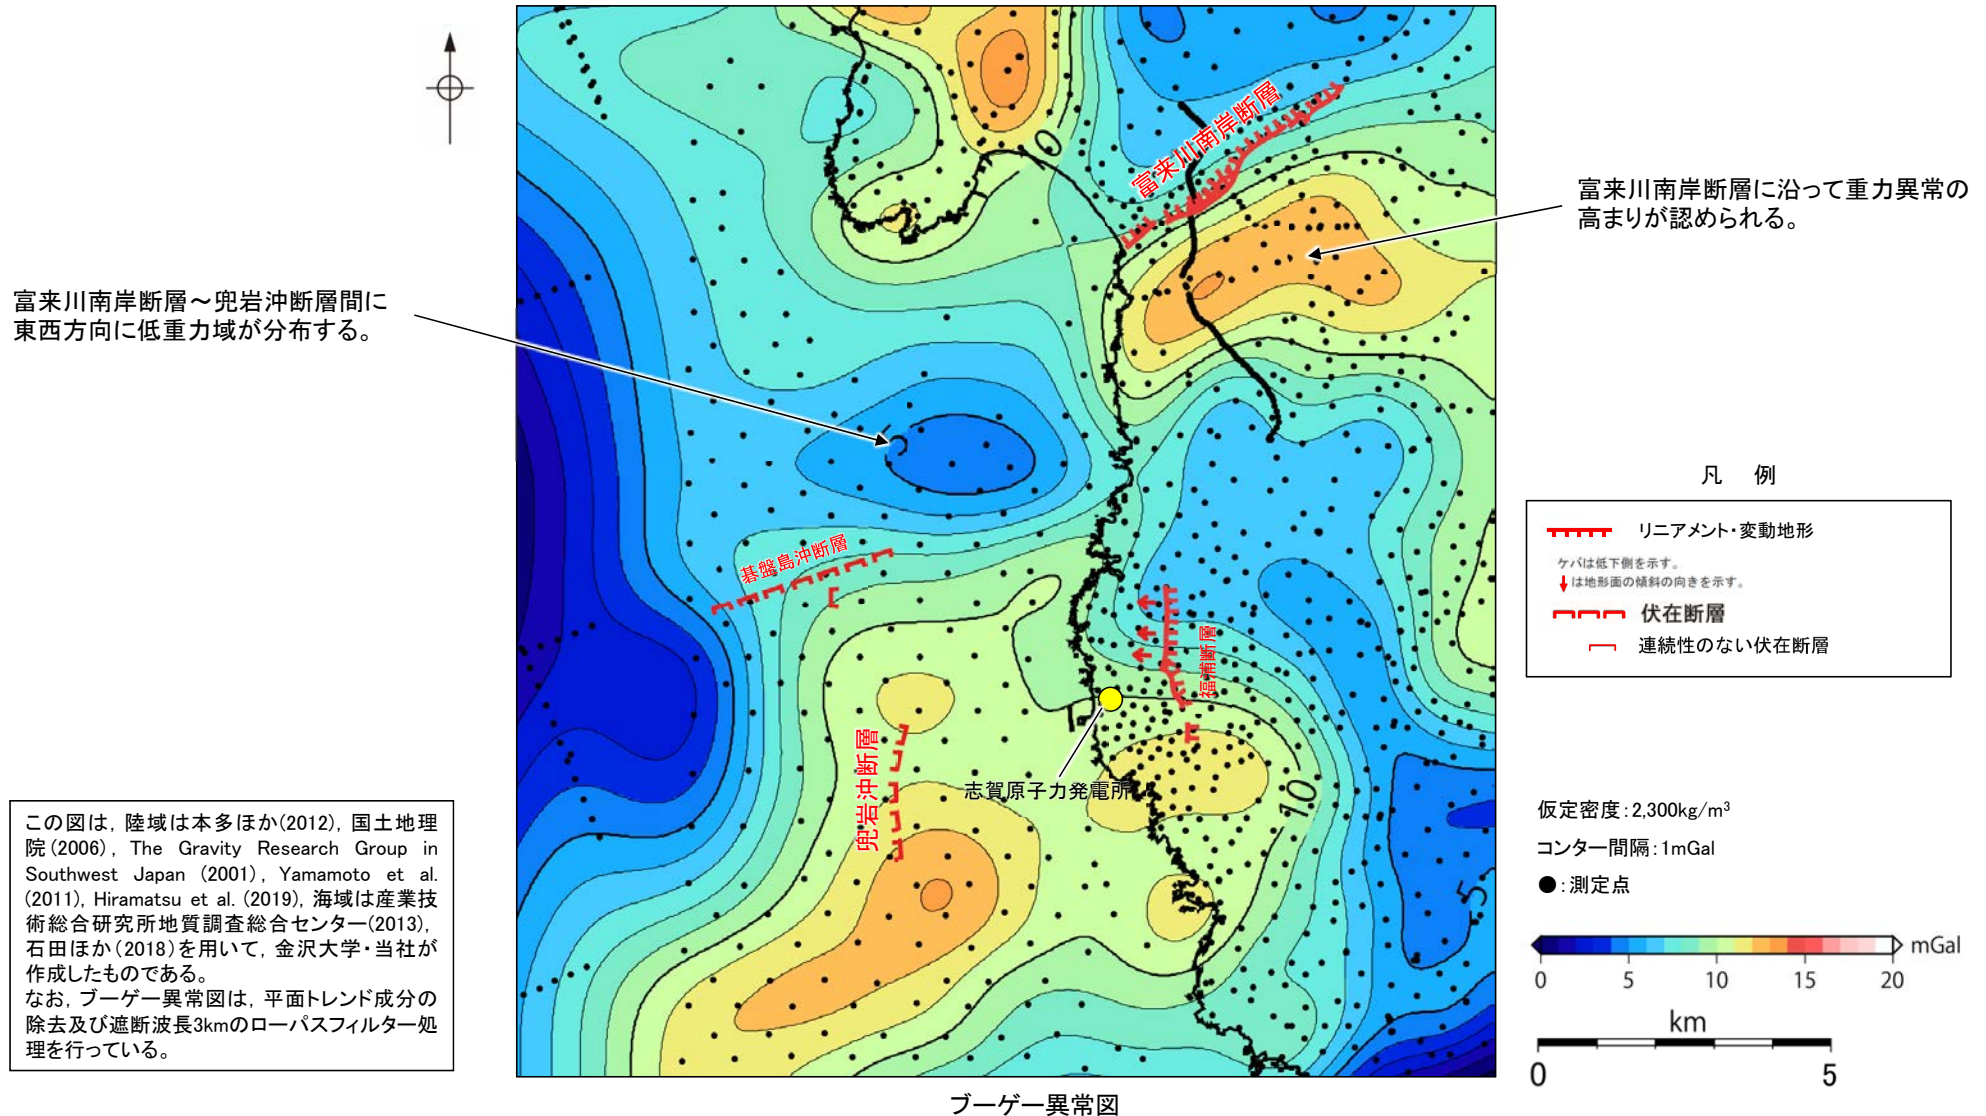 富来川南岸断層
富来川南岸断層に沿って重力異常の
高まりが認められる。
富来川南岸断層～兜岩沖断層間に
東西方向に低重力域が分布する。
10
碁盤島沖断層
福浦断層
兜岩沖断層
志賀原子力発電所
10
5
凡 例
リニアメント・変動地形
ケバは低下側を示す。
は地形面の傾斜の向きを示す。
伏在断層
連続性のない伏在断層
この図は，陸域は本多ほか(2012)，国土地理
院(2006)，The Gravity Research Group in
Southwest Japan (2001)，Yamamoto et al.
(2011)，Hiramatsu et al. (2019)，海域は産業技
術総合研究所地質調査総合センター(2013)，
石田ほか(2018)を用いて，金沢大学・当社が
作成したものである。
なお，ブーゲー異常図は，平面トレンド成分の
除去及び遮断波長3kmのローパスフィルター処
理を行っている。
仮定密度：2,300kg/m³
コンター間隔：1mGal
●：測定点
mGal
0 5 10 15 20
km
0 5
ブーゲー異常図